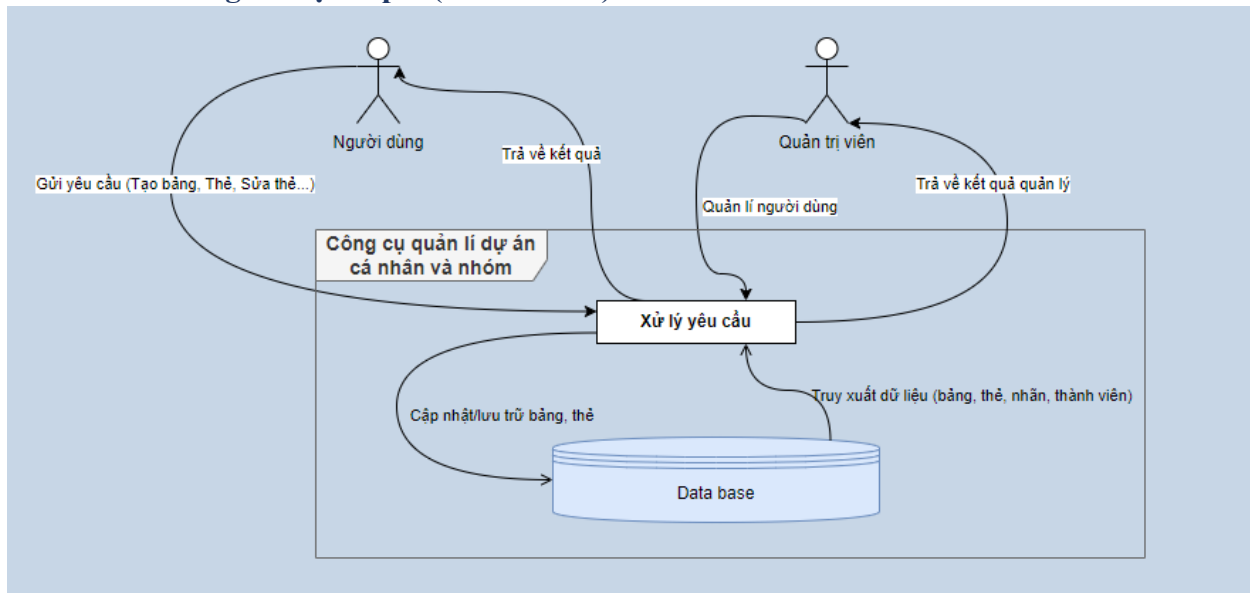 Người dùng
Quản trị viên
Trả về kết quả
Gửi yêu cầu (Tạo bảng, Thẻ, Sửa thẻ...)
Trả về kết quả quản lý
Quản lí người dùng
Công cụ quản lí dự án
cá nhân và nhóm
Xử lý yêu cầu
Truy xuất dữ liệu (bảng, thẻ, nhãn, thành viên)
Cập nhật/lưu trữ bảng, thẻ
Data base